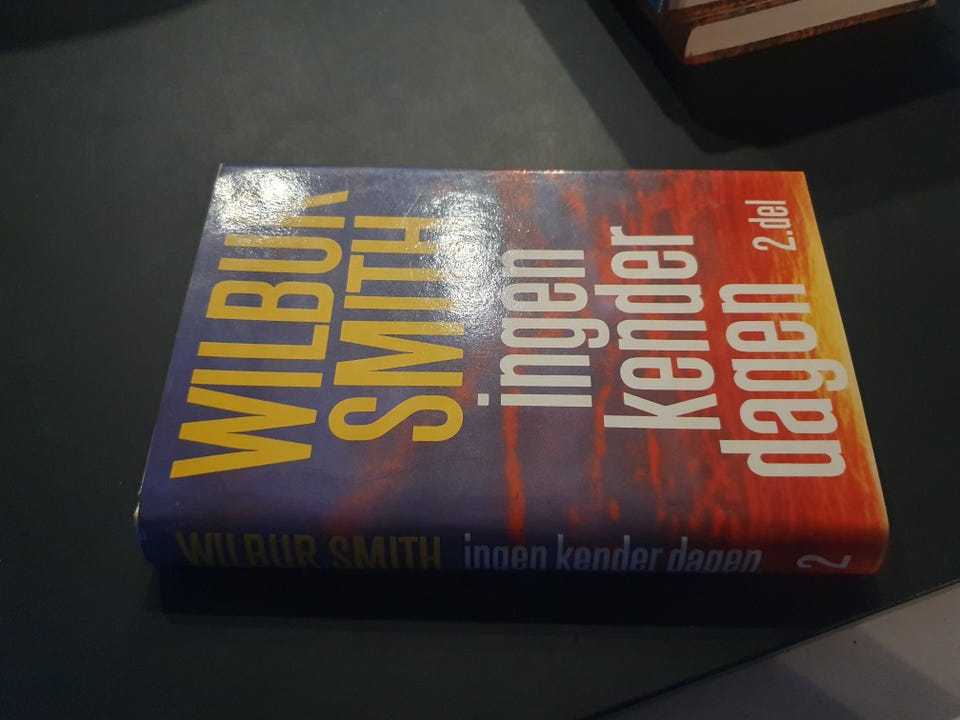 WILBUR
SMITH
ingen
kender
dagen 2.del
WILBUR SMITH ingen kender dagen 2